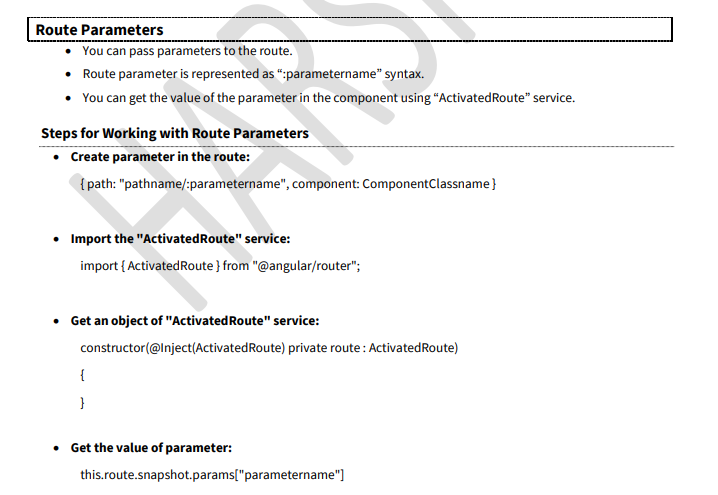 Route Parameters
• You can pass parameters to the route.
• Route parameter is represented as “:parametername” syntax.
• You can get the value of the parameter in the component using “ActivatedRoute” service.
Steps for Working with Route Parameters
• Create parameter in the route:
{ path: "pathname/:parametername", component: ComponentClassname }
• Import the "ActivatedRoute" service:
import { ActivatedRoute } from "@angular/router";
• Get an object of "ActivatedRoute" service:
constructor(@Inject(ActivatedRoute) private route : ActivatedRoute)
{
}
• Get the value of parameter:
this.route.snapshot.params["parametername"]